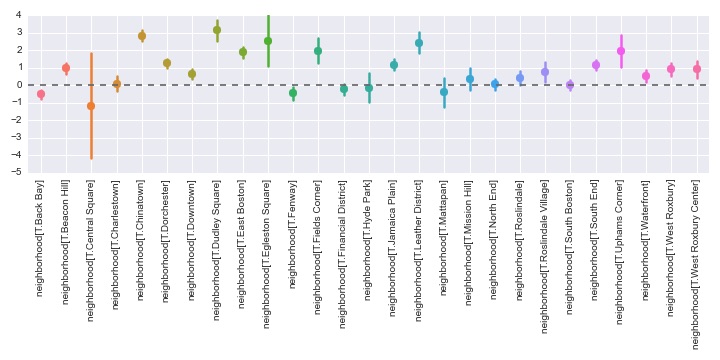 4
3
2
1
0
−1
−2
−3
−4
−5
neighborhood[T.Back Bay]
neighborhood[T.Beacon Hill]
neighborhood[T.Central Square]
neighborhood[T.Charlestown]
neighborhood[T.Chinatown]
neighborhood[T.Dorchester]
neighborhood[T.Downtown]
neighborhood[T.Dudley Square]
neighborhood[T.East Boston]
neighborhood[T.Egleston Square]
neighborhood[T.Fenway]
neighborhood[T.Fields Corner]
neighborhood[T.Financial District]
neighborhood[T.Hyde Park]
neighborhood[T.Jamaica Plain]
neighborhood[T.Leather District]
neighborhood[T.Mattapan]
neighborhood[T.Mission Hill]
neighborhood[T.North End]
neighborhood[T.Roslindale]
neighborhood[T.Roslindale Village]
neighborhood[T.South Boston]
neighborhood[T.South End]
neighborhood[T.Uphams Corner]
neighborhood[T.Waterfront]
neighborhood[T.West Roxbury]
neighborhood[T.West Roxbury Center]